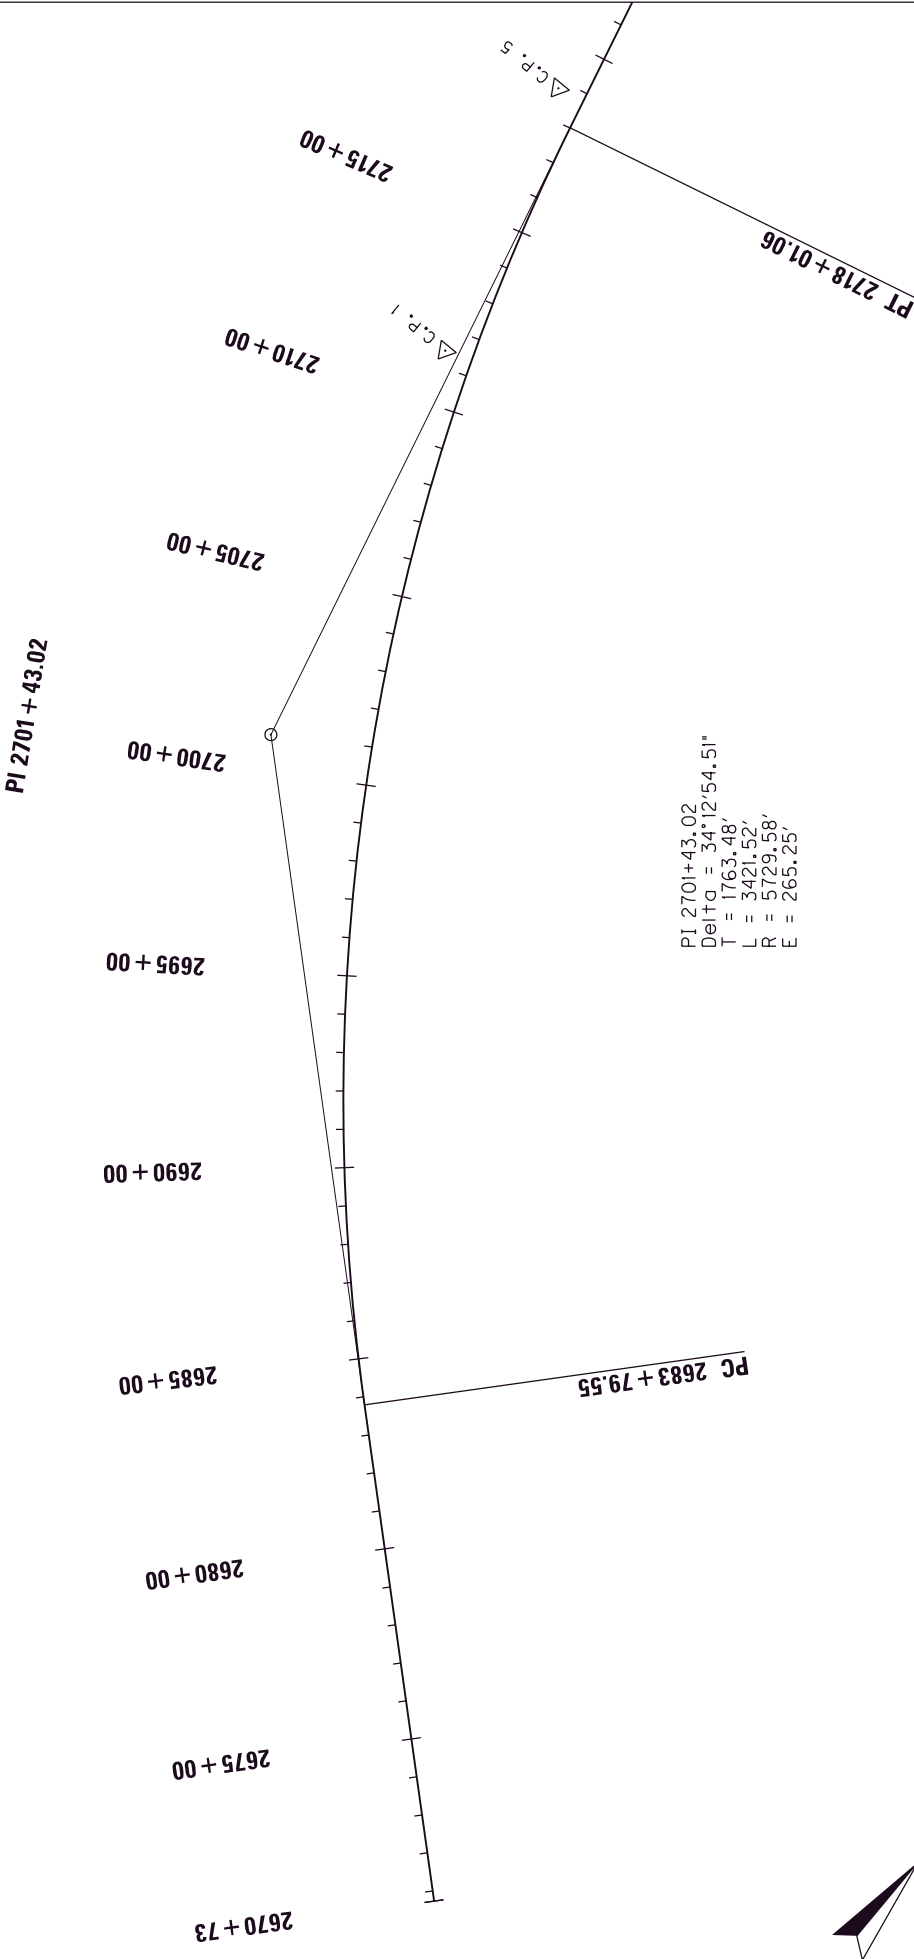 C.P. 5
2715+00
PT 2718+01.06
C.P. 1
2710+00
2705+00
PI 2701+43.02
2700+00
PI 2701+43.02
Delta = 34°12'54.51"
T = 1763.48'
L = 3421.52'
R = 5729.58'
E = 265.25'
2695+00
2690+00
2685+00
PC 2683+79.55
2680+00
2675+00
2670+73